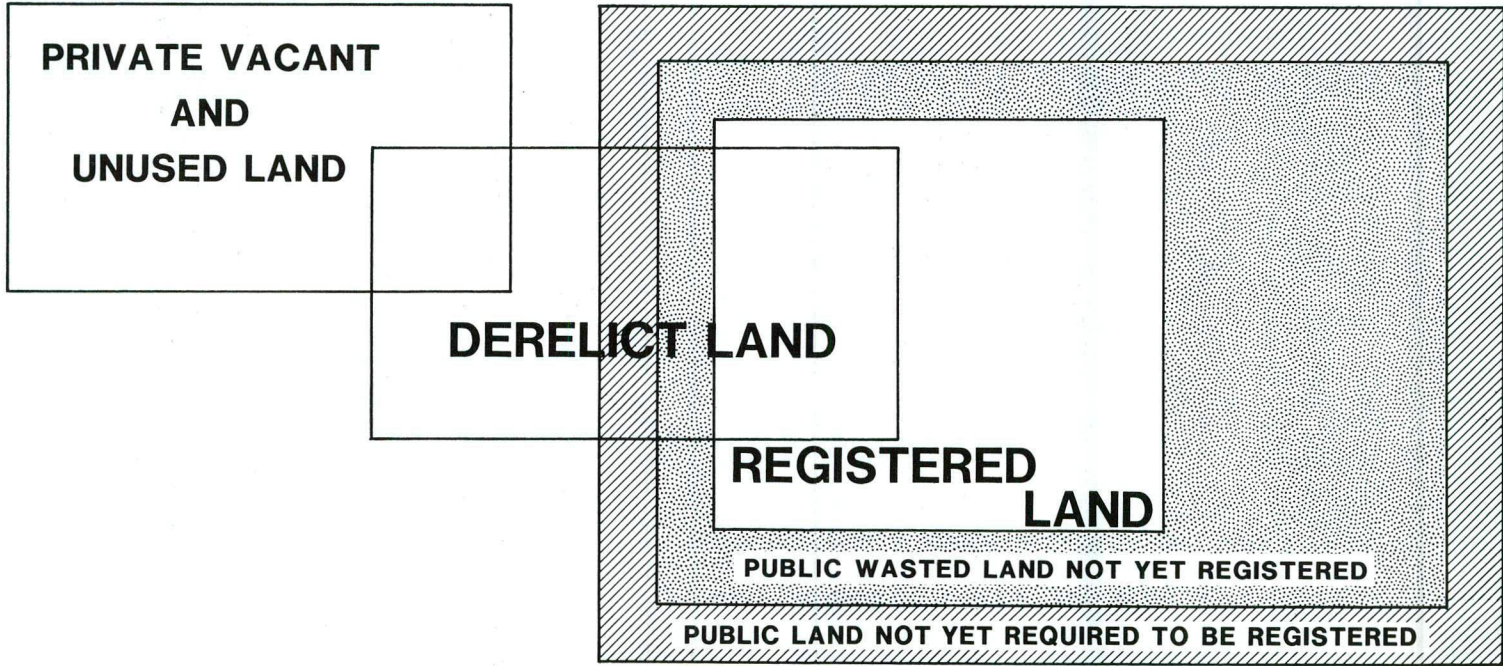 PRIVATE VACANT
AND
UNUSED LAND
DERELICT LAND
REGISTERED
LAND
PUBLIC WASTED LAND NOT YET REGISTERED
PUBLIC LAND NOT YET REQUIRED TO BE REGISTERED